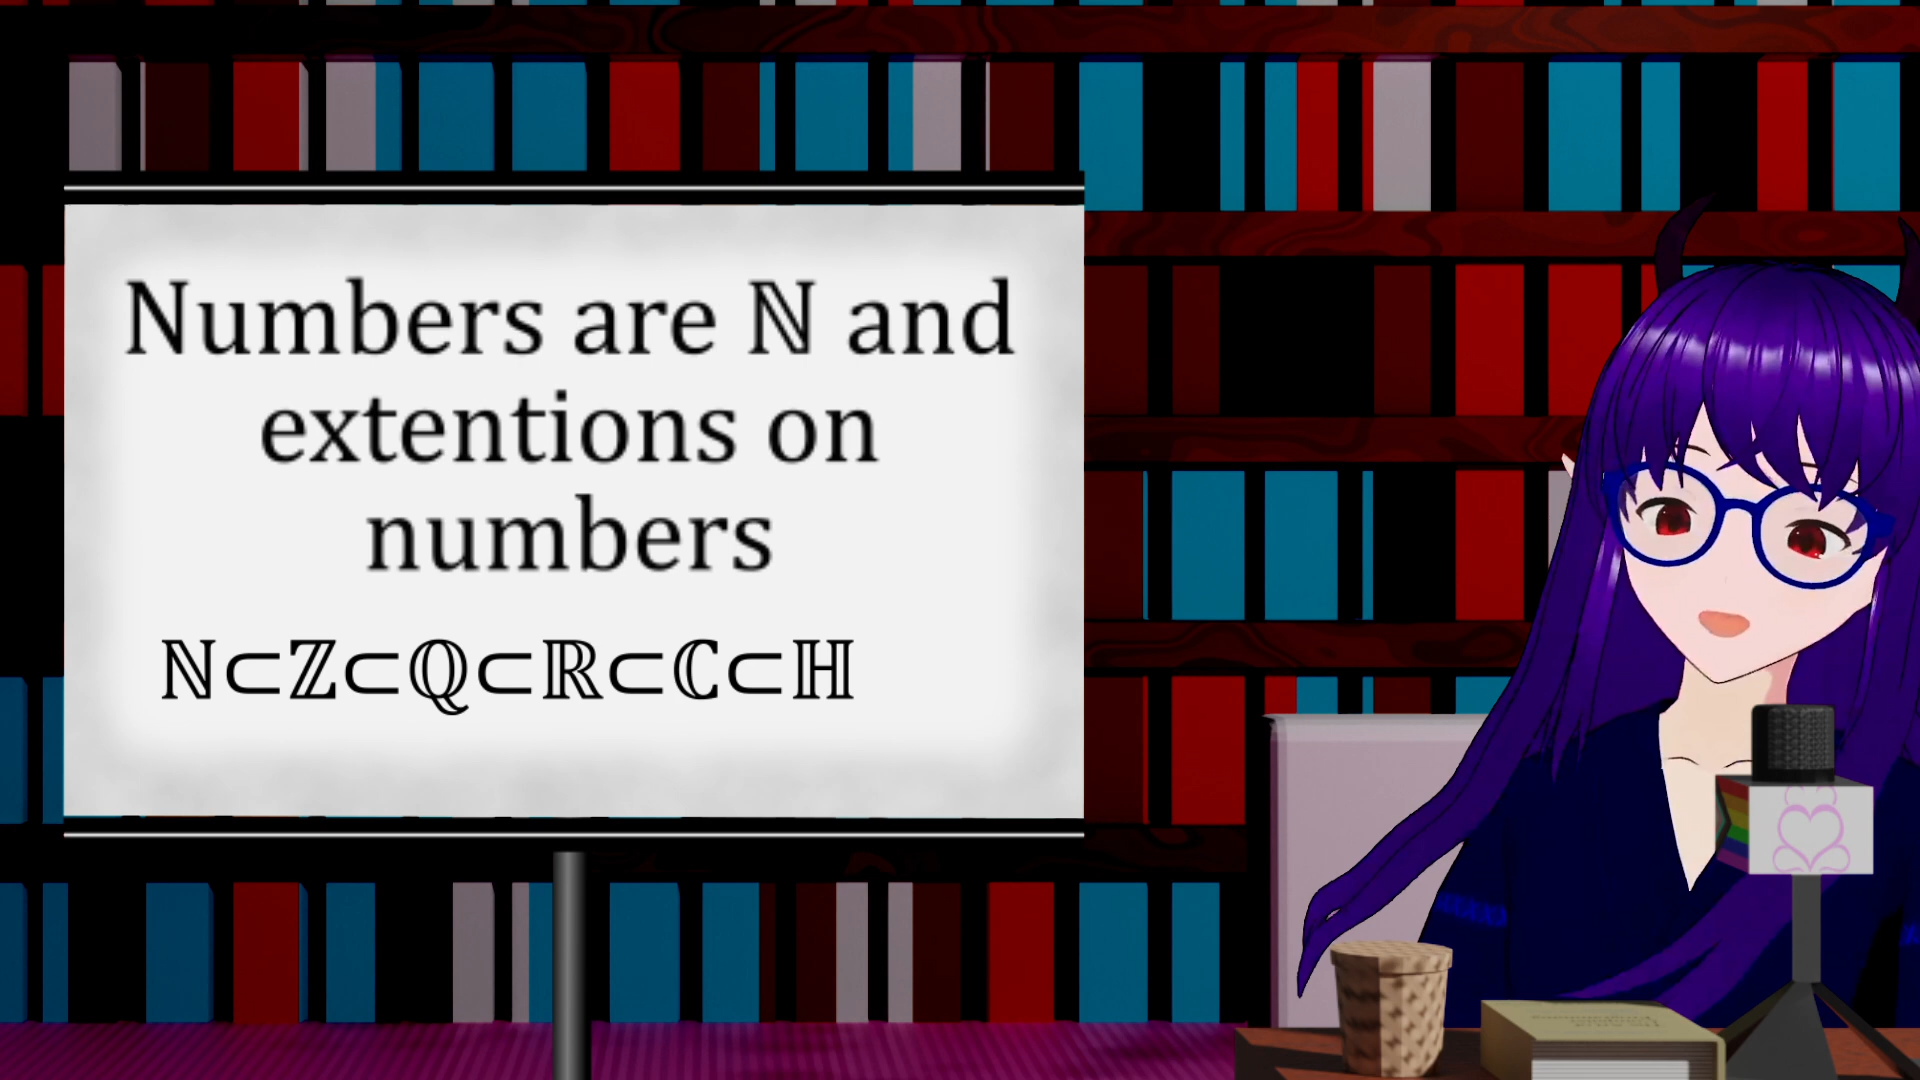 Numbers are ℕ and
extentions on
numbers
ℕ⊂ℤ⊂ℚ⊂ℝ⊂ℂ⊂ℍ